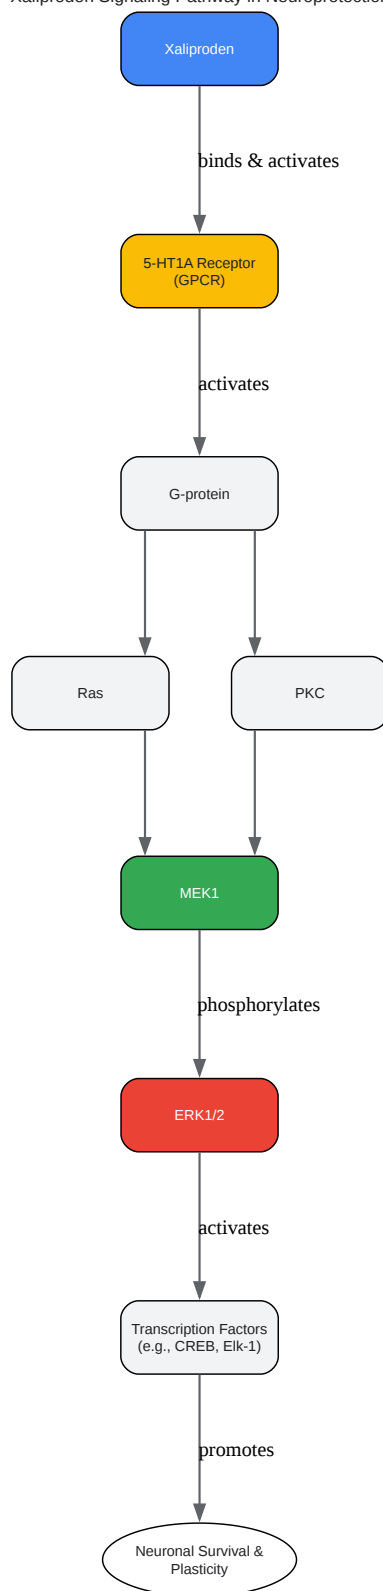 Xaliproden Signaling Pathway in Neuroprotection
Xaliproden
binds & activates
5-HT1A Receptor
(GPCR)
activates
G-protein
Ras
PKC
MEK1
phosphorylates
ERK1/2
activates
Transcription Factors
(e.g., CREB, Elk-1)
promotes
Neuronal Survival &
Plasticity